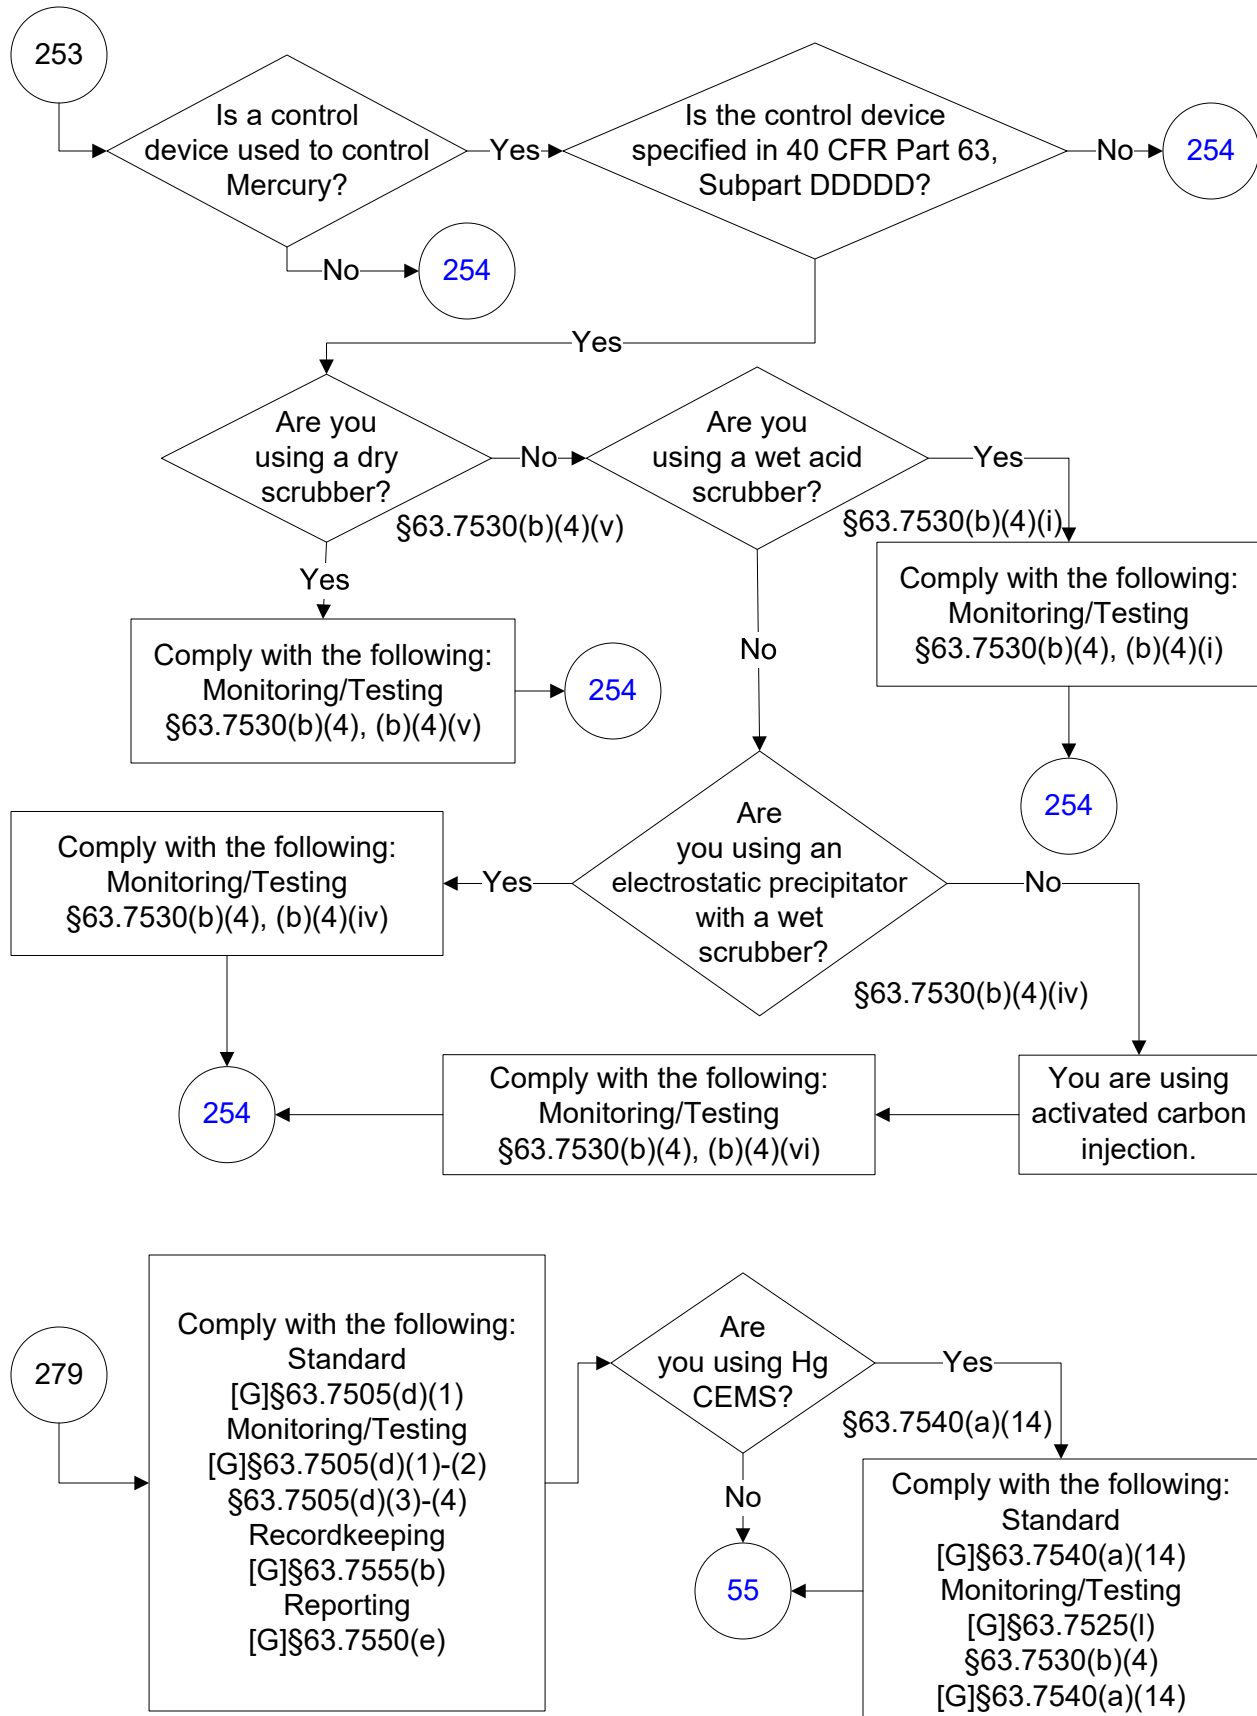 253
Is a control
device used to control
Mercury?
Yes
Is the control device
specified in 40 CFR Part 63,
Subpart DDDDD?
No
254
No
254
Yes
Are you
using a dry
scrubber?
No
§63.7530(b)(4)(v)
Are you
using a wet acid
scrubber?
Yes
§63.7530(b)(4)(i)
Yes
Comply with the following:
Monitoring/Testing
§63.7530(b)(4), (b)(4)(v)
254
No
Comply with the following:
Monitoring/Testing
§63.7530(b)(4), (b)(4)(i)
254
Are
you using an
electrostatic precipitator
with a wet
scrubber?
Yes
Comply with the following:
Monitoring/Testing
§63.7530(b)(4), (b)(4)(iv)
No
§63.7530(b)(4)(iv)
254
Comply with the following:
Monitoring/Testing
§63.7530(b)(4), (b)(4)(vi)
You are using
activated carbon
injection.
279
Comply with the following:
Standard
[G]§63.7505(d)(1)
Monitoring/Testing
[G]§63.7505(d)(1)-(2)
§63.7505(d)(3)-(4)
Recordkeeping
[G]§63.7555(b)
Reporting
[G]§63.7550(e)
Are
you using Hg
CEMS?
Yes
§63.7540(a)(14)
No
55
Comply with the following:
Standard
[G]§63.7540(a)(14)
Monitoring/Testing
[G]§63.7525(l)
§63.7530(b)(4)
[G]§63.7540(a)(14)